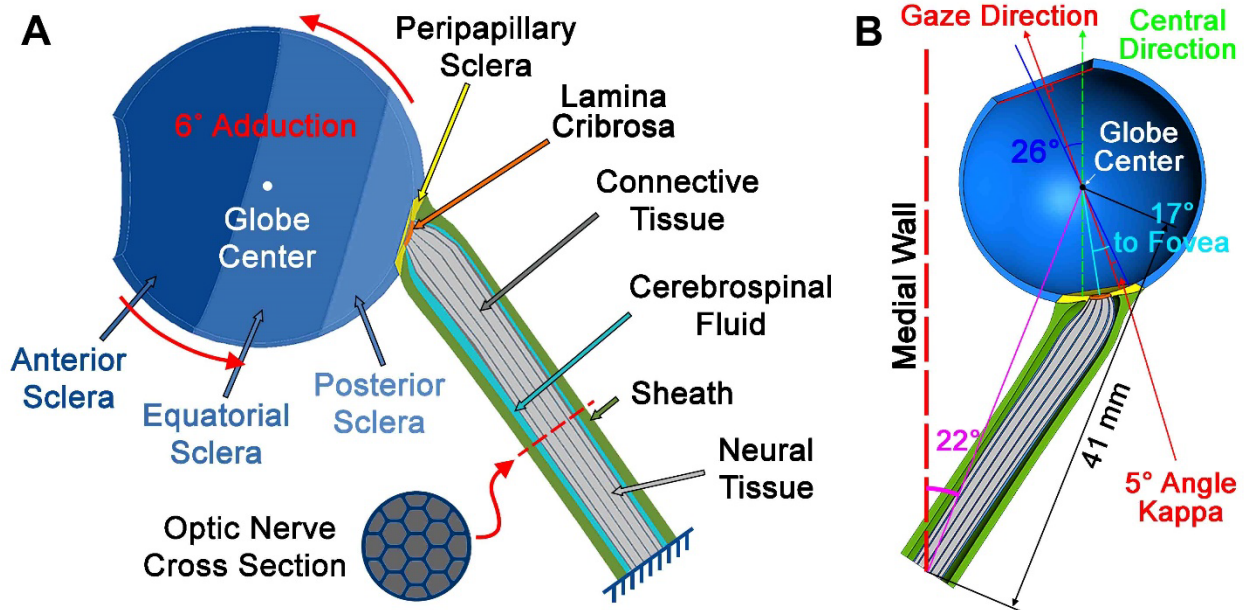 A
Peripapillary
Sclera
Lamina
Cribrosa
6° Adduction
Connective
Tissue
Globe
Center
Cerebrospinal
Fluid
Anterior
Sclera
Equatorial
Sclera
Posterior
Sclera
Sheath
Neural
Tissue
Optic Nerve
Cross Section
B
Gaze Direction
Central
Direction
26°
Globe
Center
17°
to Fovea
Medial Wall
22°
41 mm
5° Angle
Kappa